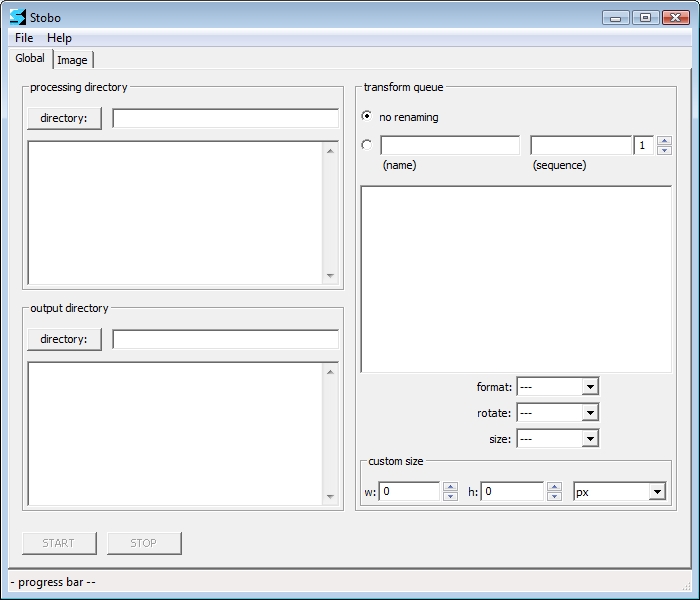 Stobo
File Help
Global Image
processing directory
directory:
output directory
directory:
transform queue
no renaming
1
(name) (sequence)
format: ---
rotate: ---
size: ---
custom size
w: 0 h: 0 px
START STOP
- progress bar --